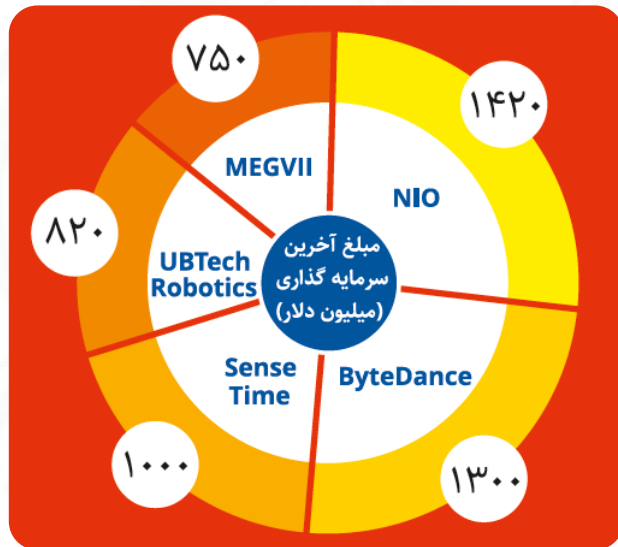 مبلغ آخرین
سرمایه گذاری
(میلیون دلار)
۱۴۲۰
NIO
۱۳۰۰
ByteDance
۱۰۰۰
Sense
Time
۸۲۰
UBTech
Robotics
۷۵۰
MEGVII